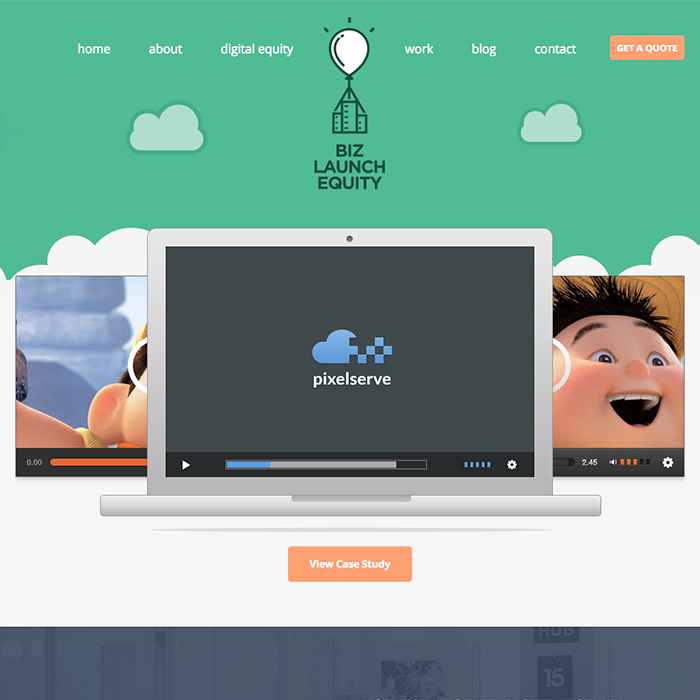 home about digital equity work blog contact GET A QUOTE
BIZ
LAUNCH
EQUITY
pixelserve
0.00
2.45
View Case Study
HUB
15